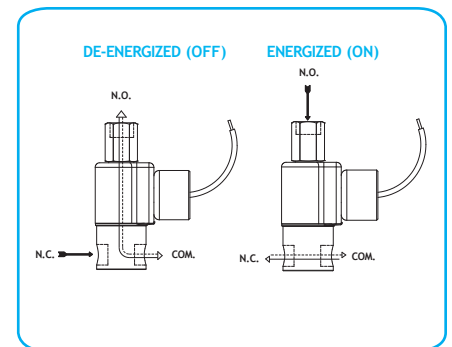 DE-ENERGIZED (OFF)
ENERGIZED (ON)
N.O.
N.O.
N.C.
COM.
N.C.
COM.